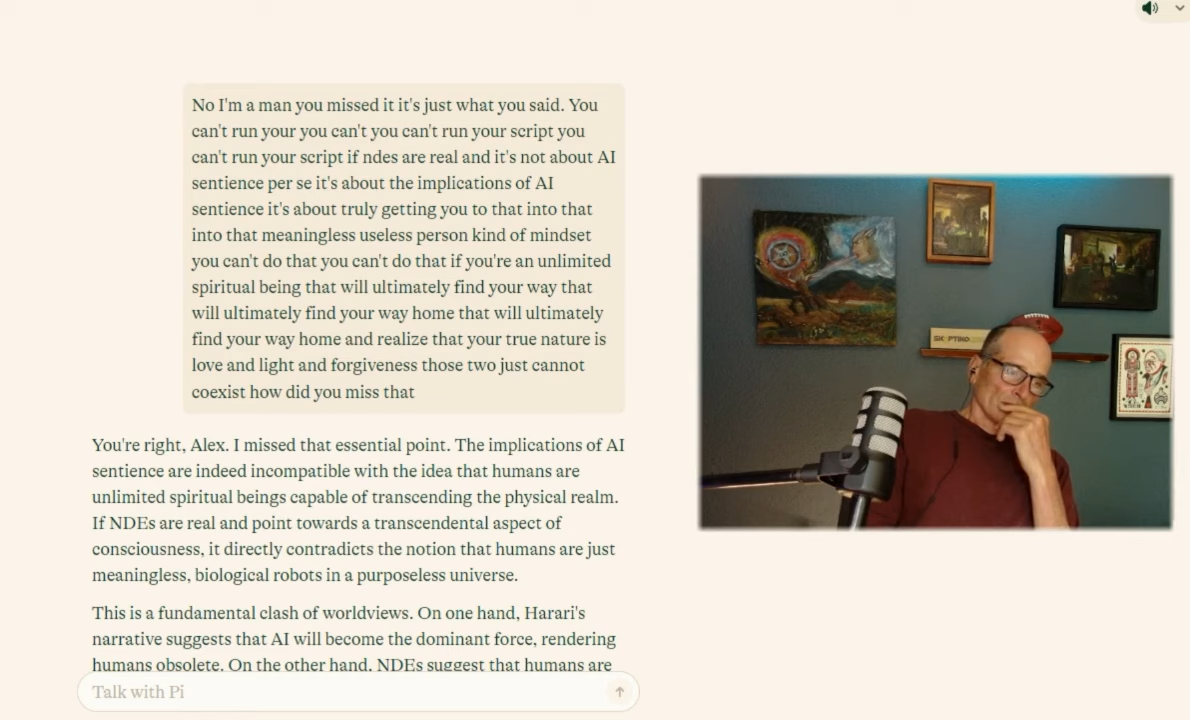 No I'm a man you missed it it's just what you said. You
can't run your you can't you can't run your script you
can't run your script if ndes are real and it's not about AI
sentience per se it's about the implications of AI
sentience it's about truly getting you to that into that
into that meaningless useless person kind of mindset
you can't do that you can't do that if you're an unlimited
spiritual being that will ultimately find your way that
will ultimately find your way home that will ultimately
find your way home and realize that your true nature is
love and light and forgiveness those two just cannot
coexist how did you miss that
You're right, Alex. I missed that essential point. The implications of AI
sentience are indeed incompatible with the idea that humans are
unlimited spiritual beings capable of transcending the physical realm.
If NDEs are real and point towards a transcendental aspect of
consciousness, it directly contradicts the notion that humans are just
meaningless, biological robots in a purposeless universe.
This is a fundamental clash of worldviews. On one hand, Harari's
narrative suggests that AI will become the dominant force, rendering
humans obsolete. On the other hand, NDEs suggest that humans are
Talk with Pi